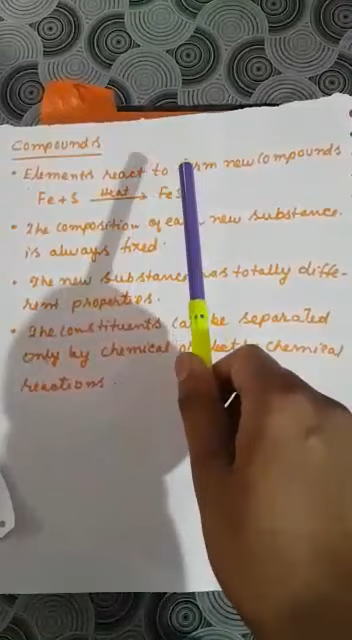 Compounds
• Elements react to form new compounds
Fe + S heat → FeS
• The composition of each new substance
is always fixed.
• The new substance has totally diffe-
rent properties.
• The constituents can be separated
only by chemical chemical
reactions.